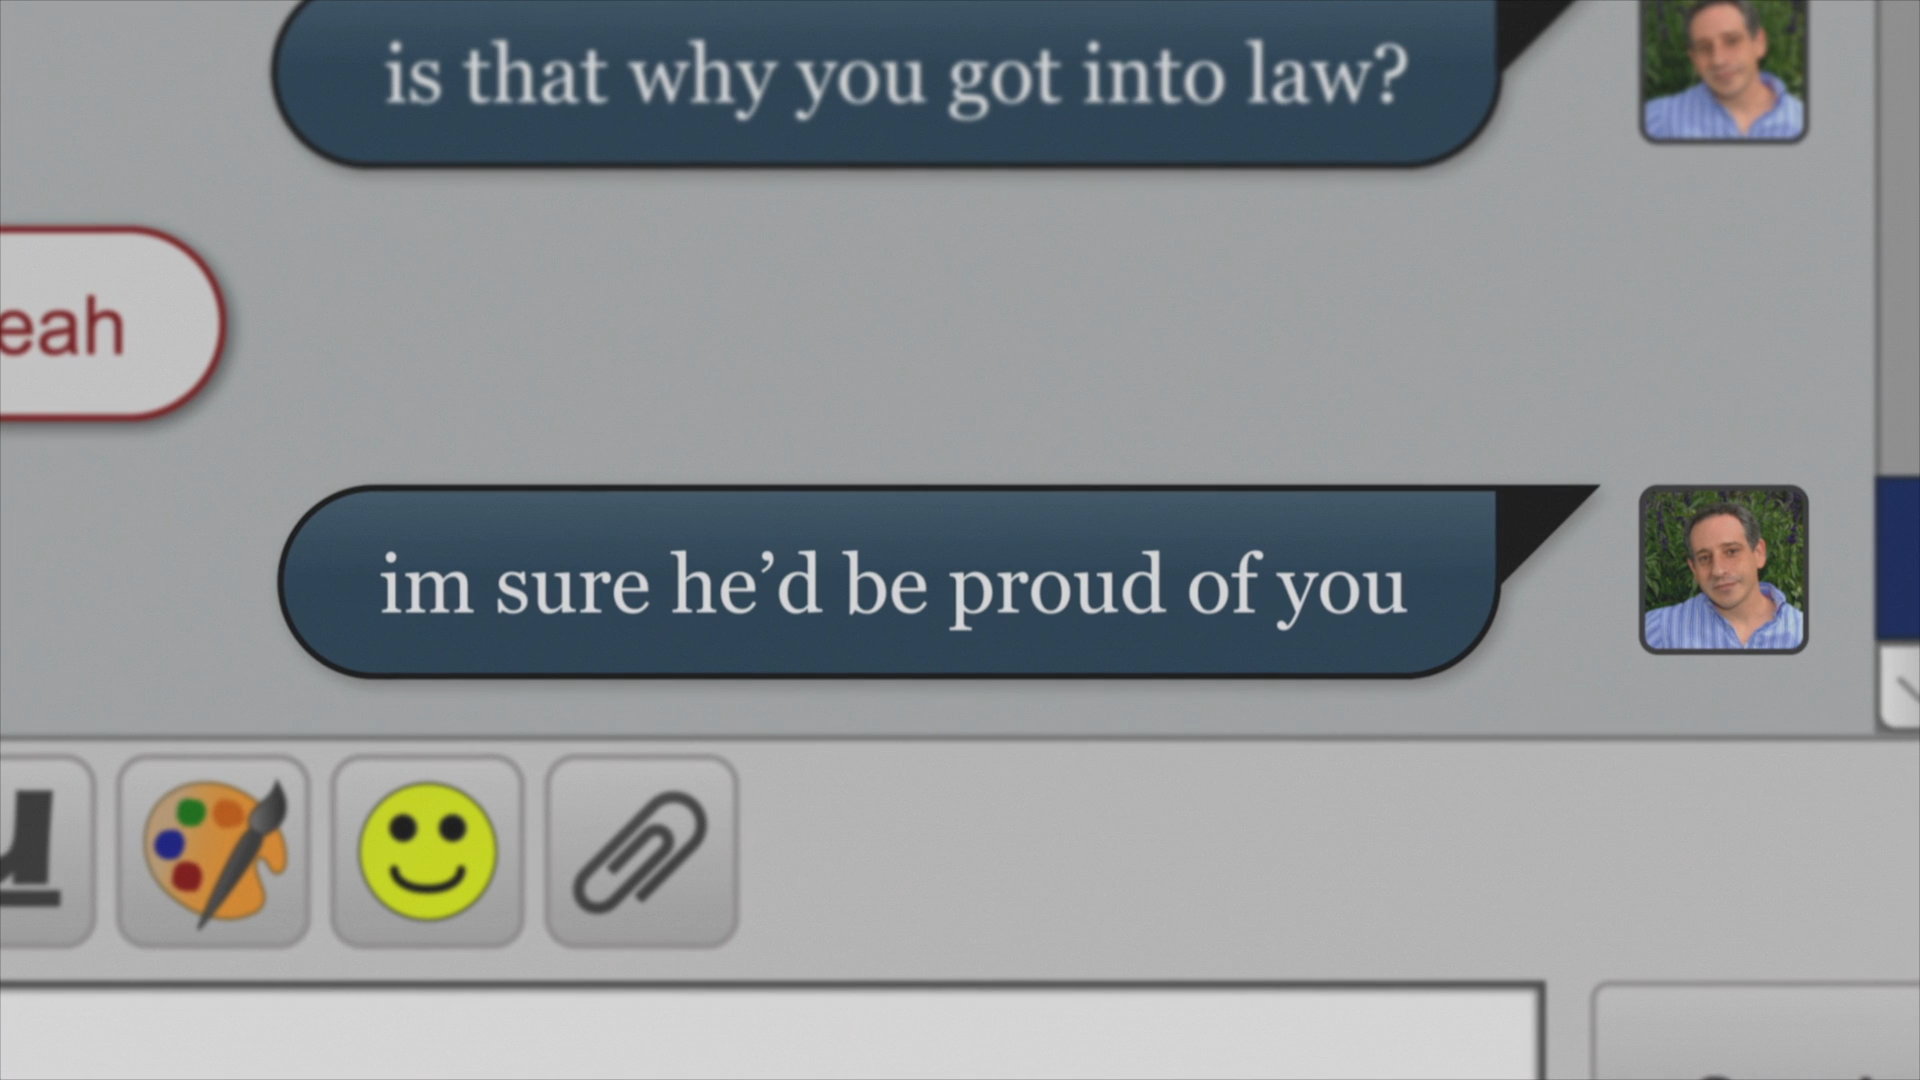 is that why you got into law?
eah
im sure he’d be proud of you
u